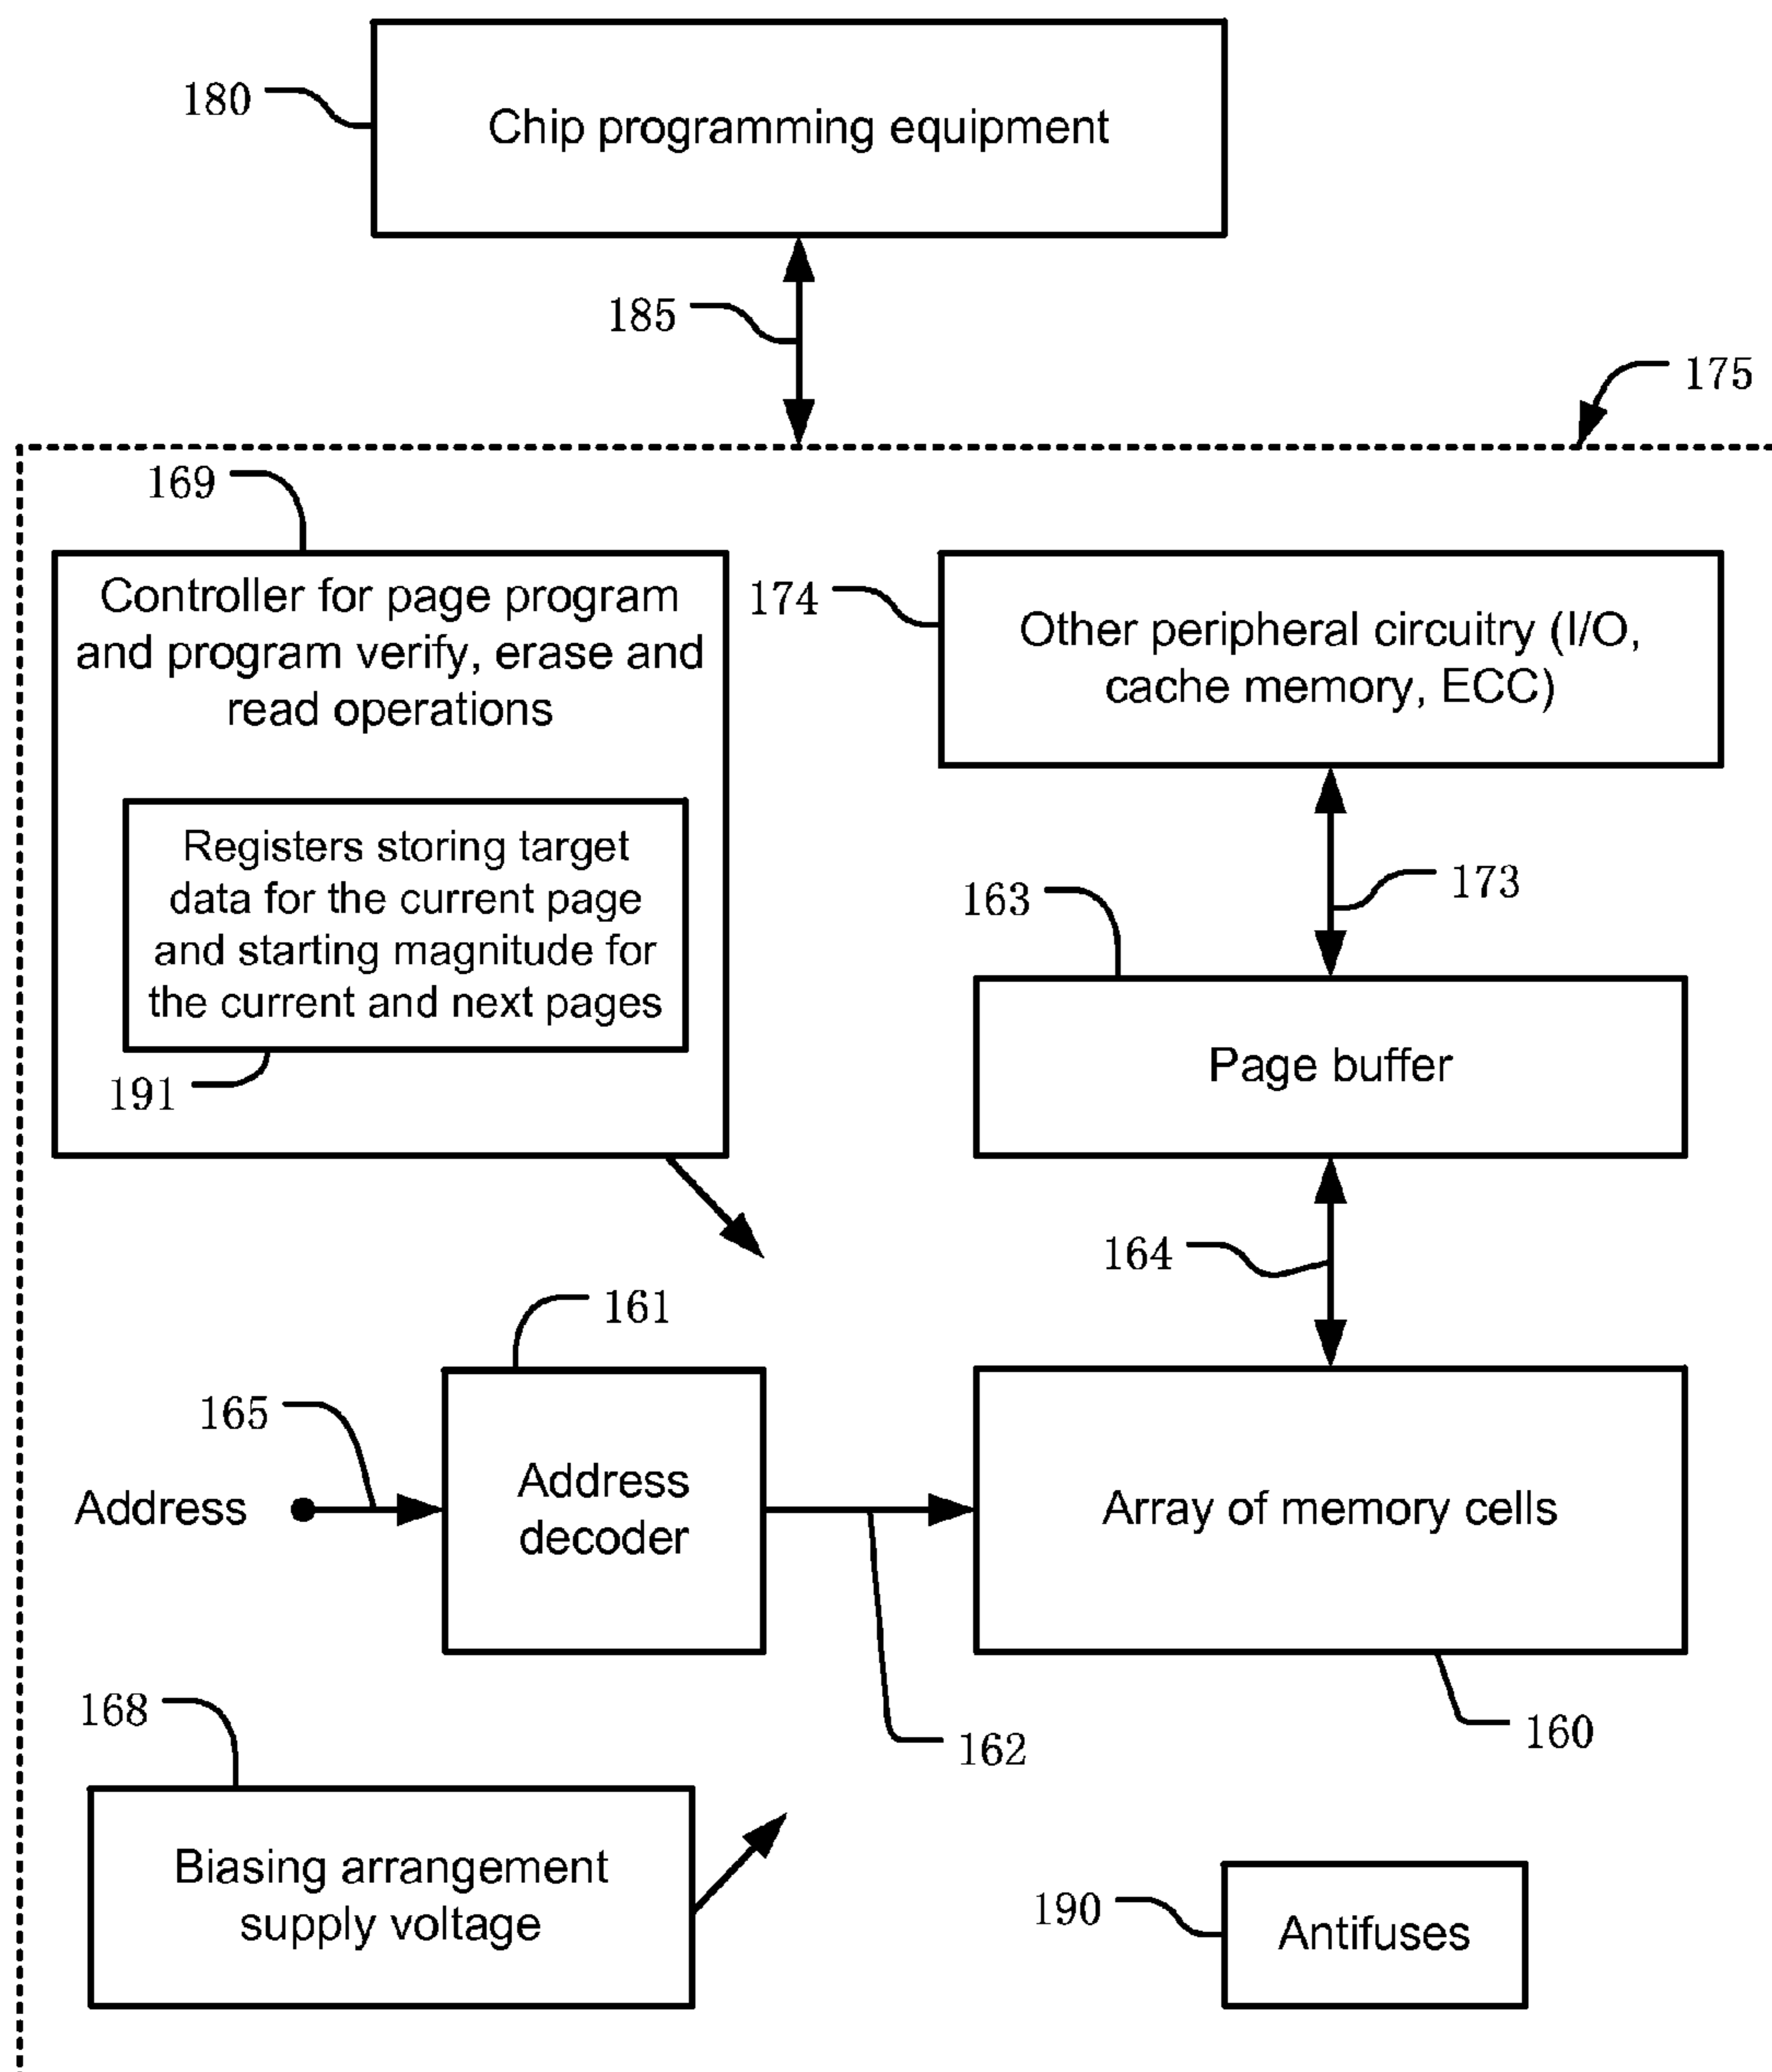 180
Chip programming equipment
185
175
169
Controller for page program
and program verify, erase and
read operations
174
Other peripheral circuitry (I/O,
cache memory, ECC)
Registers storing target
data for the current page
and starting magnitude for
the current and next pages
191
173
163
Page buffer
164
161
165
Address
Address
decoder
Array of memory cells
162
160
168
Biasing arrangement
supply voltage
190
Antifuses